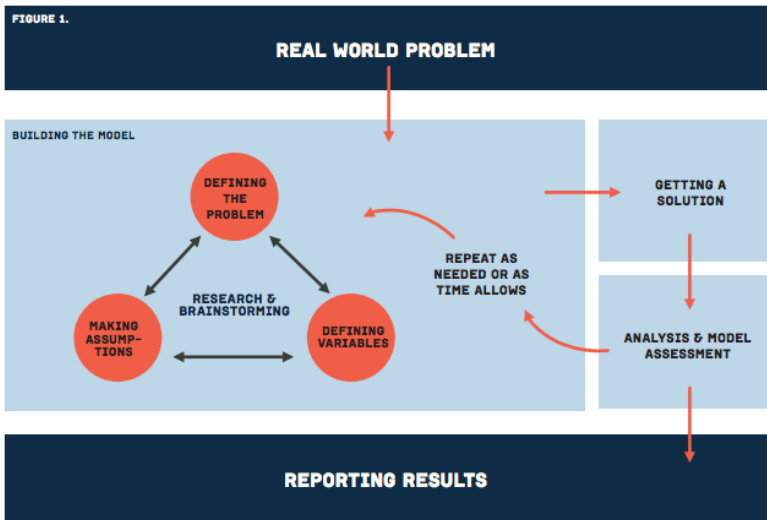 FIGURE 1.
REAL WORLD PROBLEM
BUILDING THE MODEL
DEFINING
THE
PROBLEM
RESEARCH &
BRAINSTORMING
MAKING
ASSUMP-
TIONS
DEFINING
VARIABLES
REPEAT AS
NEEDED OR AS
TIME ALLOWS
GETTING A
SOLUTION
ANALYSIS & MODEL
ASSESSMENT
REPORTING RESULTS